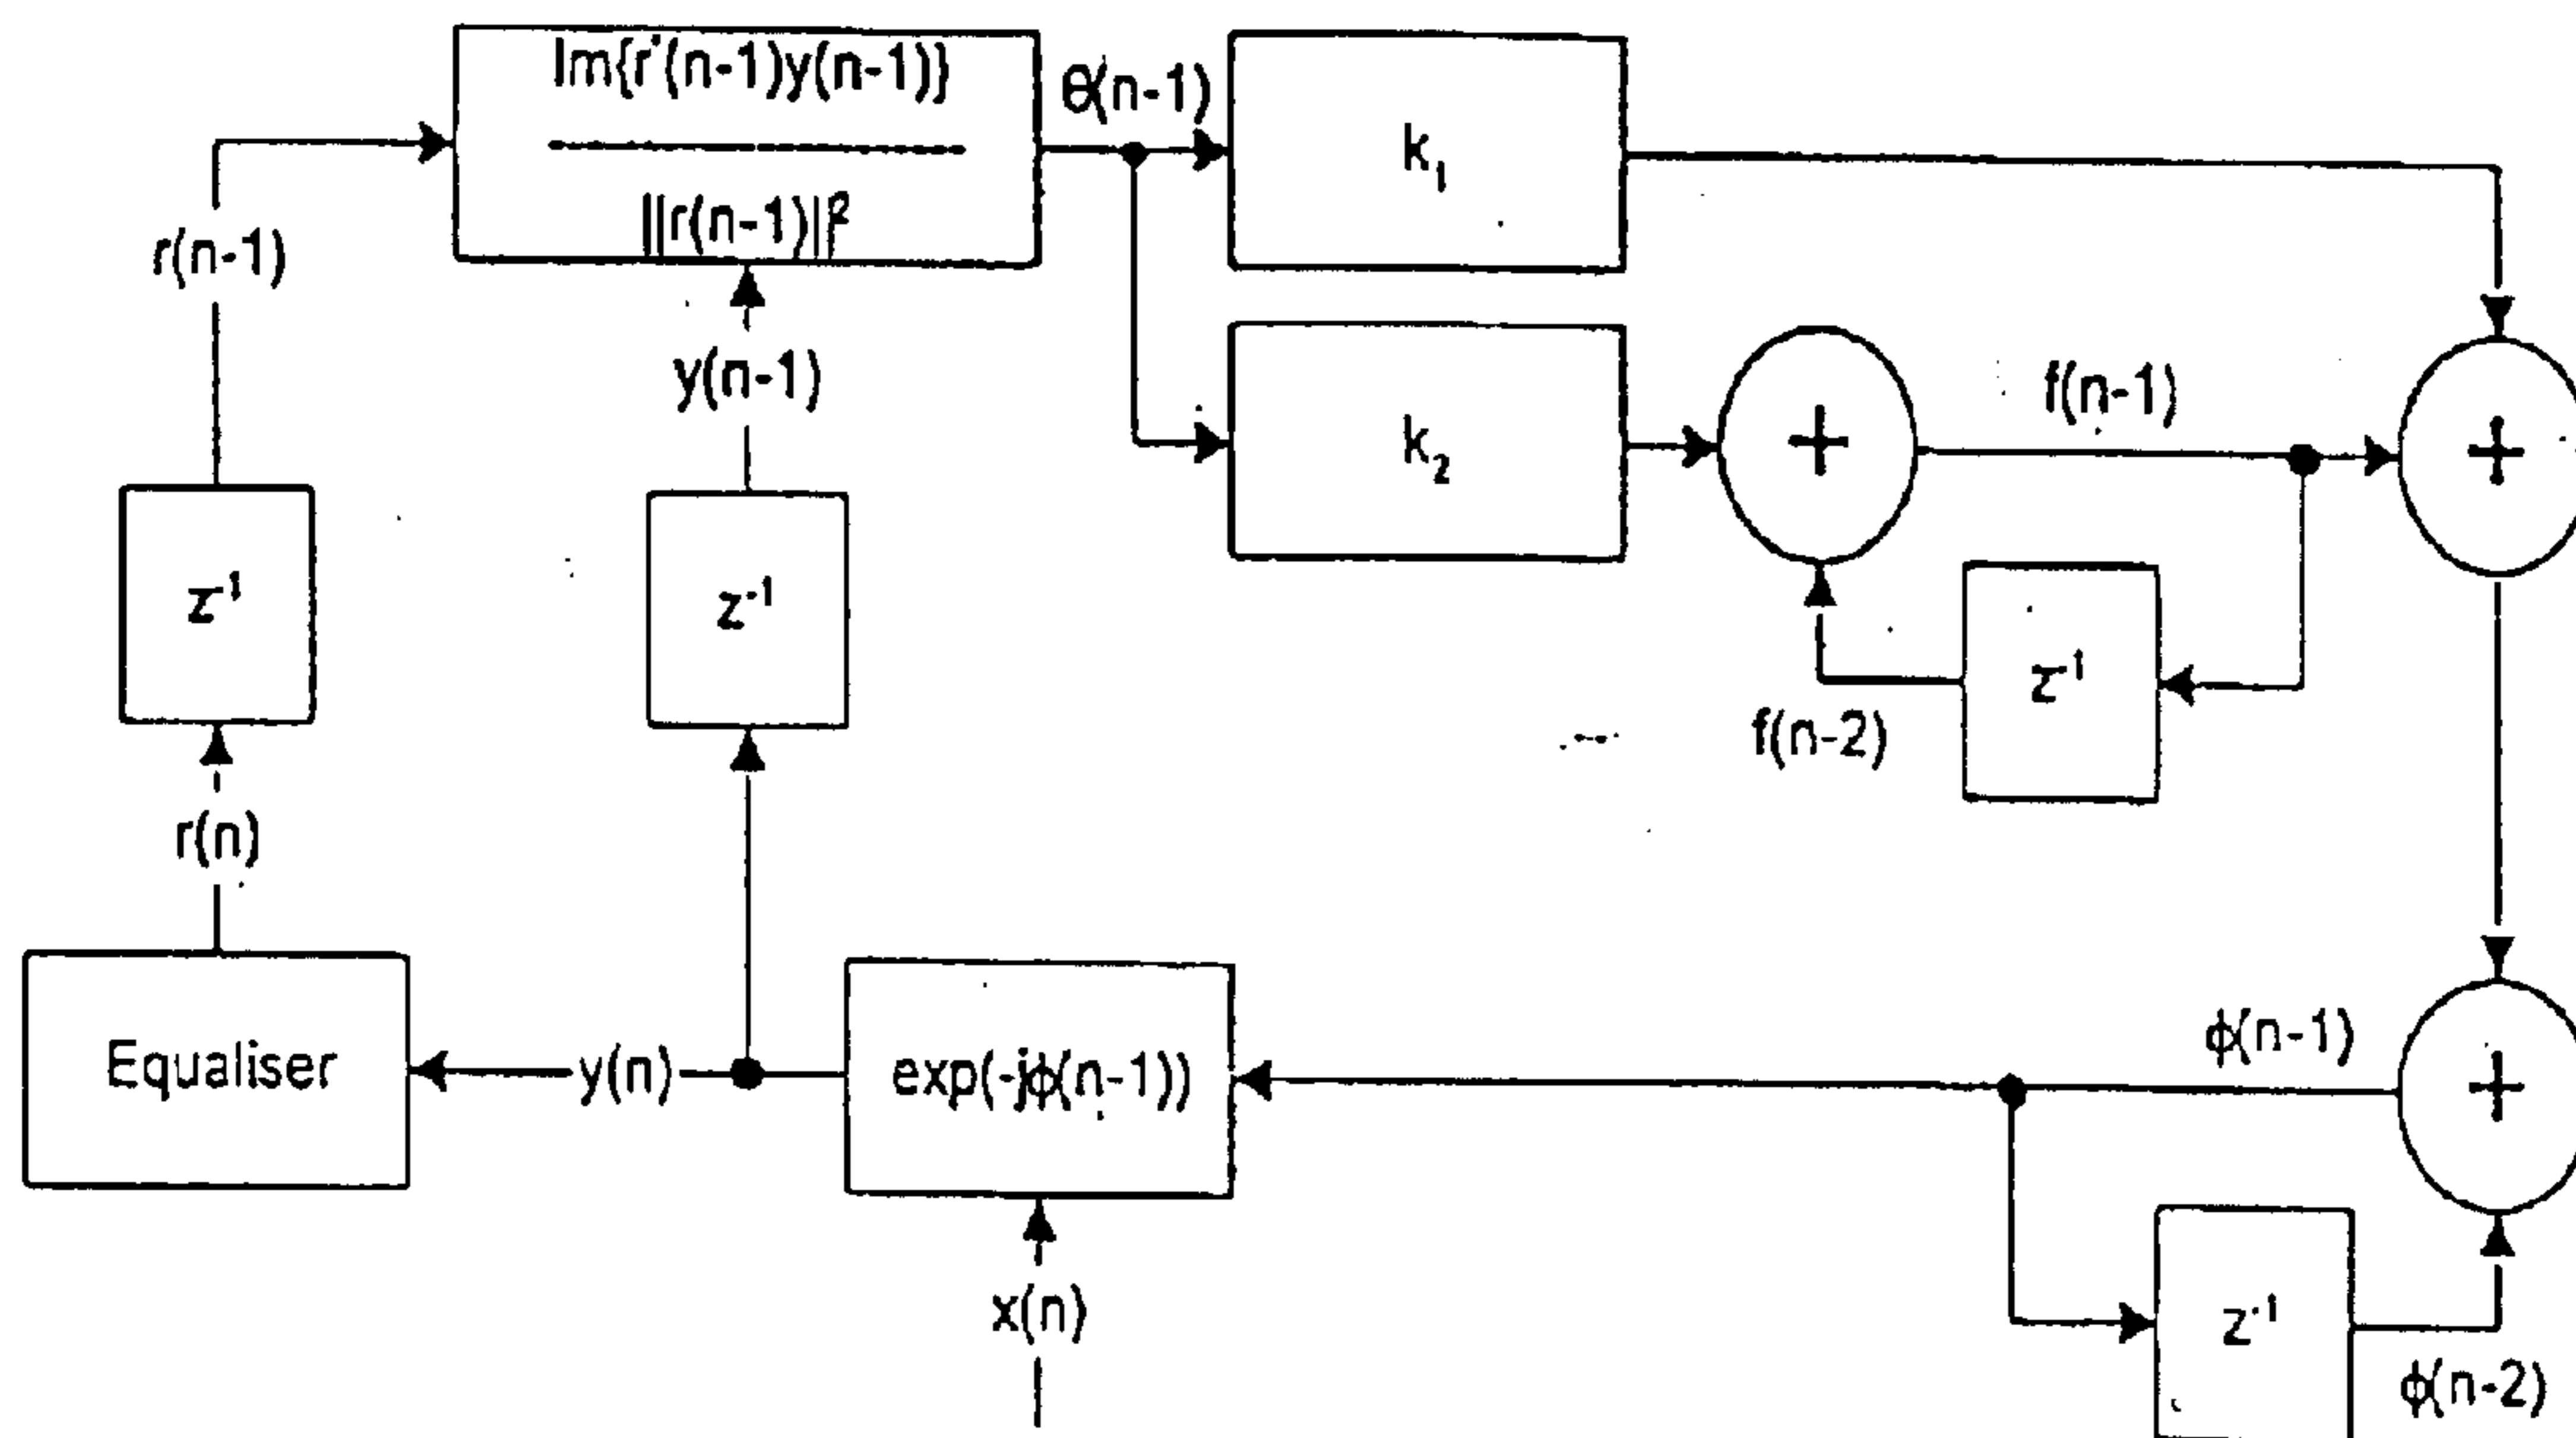 Im{r*(n-1)y(n-1)}
||r(n-1)||²
θ(n-1)
k₁
r(n-1)
y(n-1)
k₂
+
f(n-1)
+
z⁻¹
z⁻¹
z⁻¹
f(n-2)
r(n)
Equaliser
y(n)
exp(-jϕ(n-1))
ϕ(n-1)
+
x(n)
z⁻¹
ϕ(n-2)